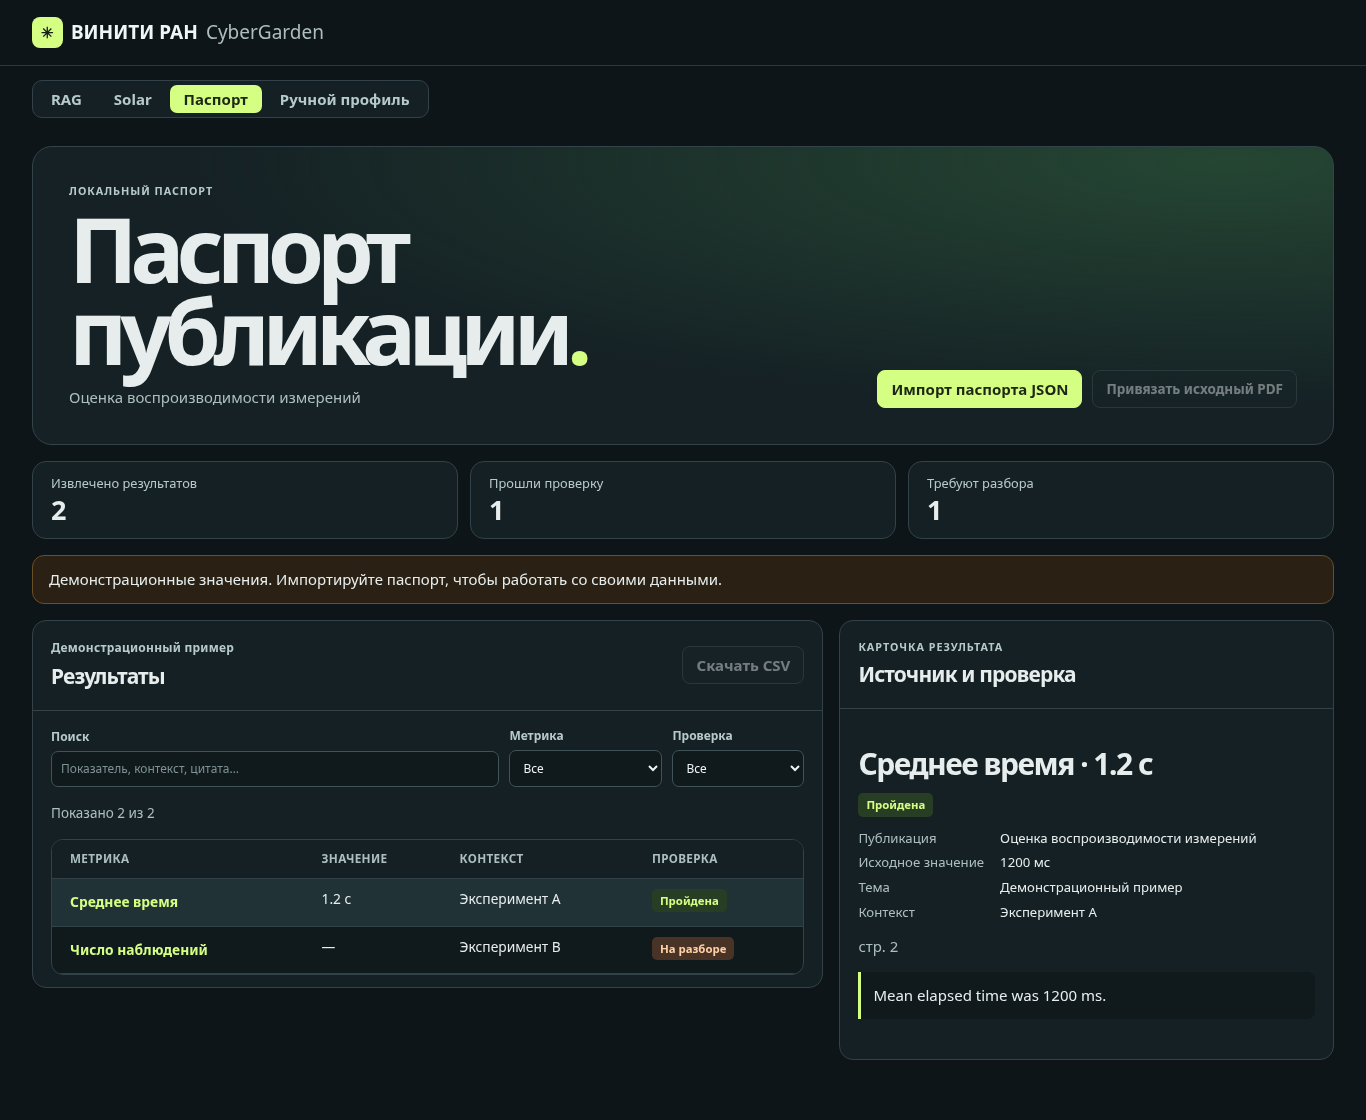 ✳ ВИНИТИ РАН CyberGarden
RAG Solar Паспорт Ручной профиль
ЛОКАЛЬНЫЙ ПАСПОРТ
Паспорт
публикации.
Оценка воспроизводимости измерений
Импорт паспорта JSON Привязать исходный PDF
Извлечено результатов
2
Прошли проверку
1
Требуют разбора
1
Демонстрационные значения. Импортируйте паспорт, чтобы работать со своими данными.
Демонстрационный пример
Результаты
Скачать CSV
Поиск Метрика Проверка
Показатель, контекст, цитата... Все Все
Показано 2 из 2
МЕТРИКА ЗНАЧЕНИЕ КОНТЕКСТ ПРОВЕРКА
Среднее время 1.2 с Эксперимент A Пройдена
Число наблюдений — Эксперимент B На разборе
КАРТОЧКА РЕЗУЛЬТАТА
Источник и проверка
Среднее время · 1.2 с
Пройдена
Публикация Оценка воспроизводимости измерений
Исходное значение 1200 мс
Тема Демонстрационный пример
Контекст Эксперимент A
стр. 2
Mean elapsed time was 1200 ms.